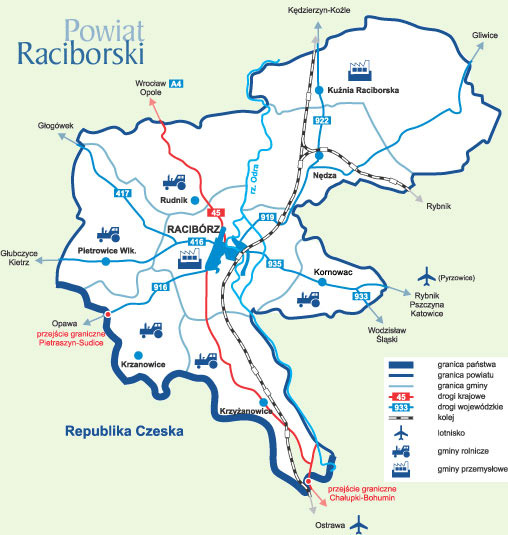 Powiat
Raciborski
Kędzierzyn-Koźle
Gliwice
Wrocław
Opole
A4
Głogówek
Kuźnia Raciborska
922
Nędza
rz. Odra
417
Rudnik
45
Rybnik
RACIBÓRZ
919
416
Głubczyce
Kietrz
Pietrowice Wlk.
935
Kornowac
(Pyrzowice)
916
933
Rybnik
Pszczyna
Katowice
Opawa
przejście graniczne
Pietraszyn-Sudice
Wodzisław
Śląski
Krzanowice
Krzyżanowice
Republika Czeska
granica państwa
granica powiatu
granica gminy
45
drogi krajowe
933
drogi wojewódzkie
kolej
lotnisko
gminy rolnicze
gminy przemysłowe
przejście graniczne
Chałupki-Bohumin
Ostrawa